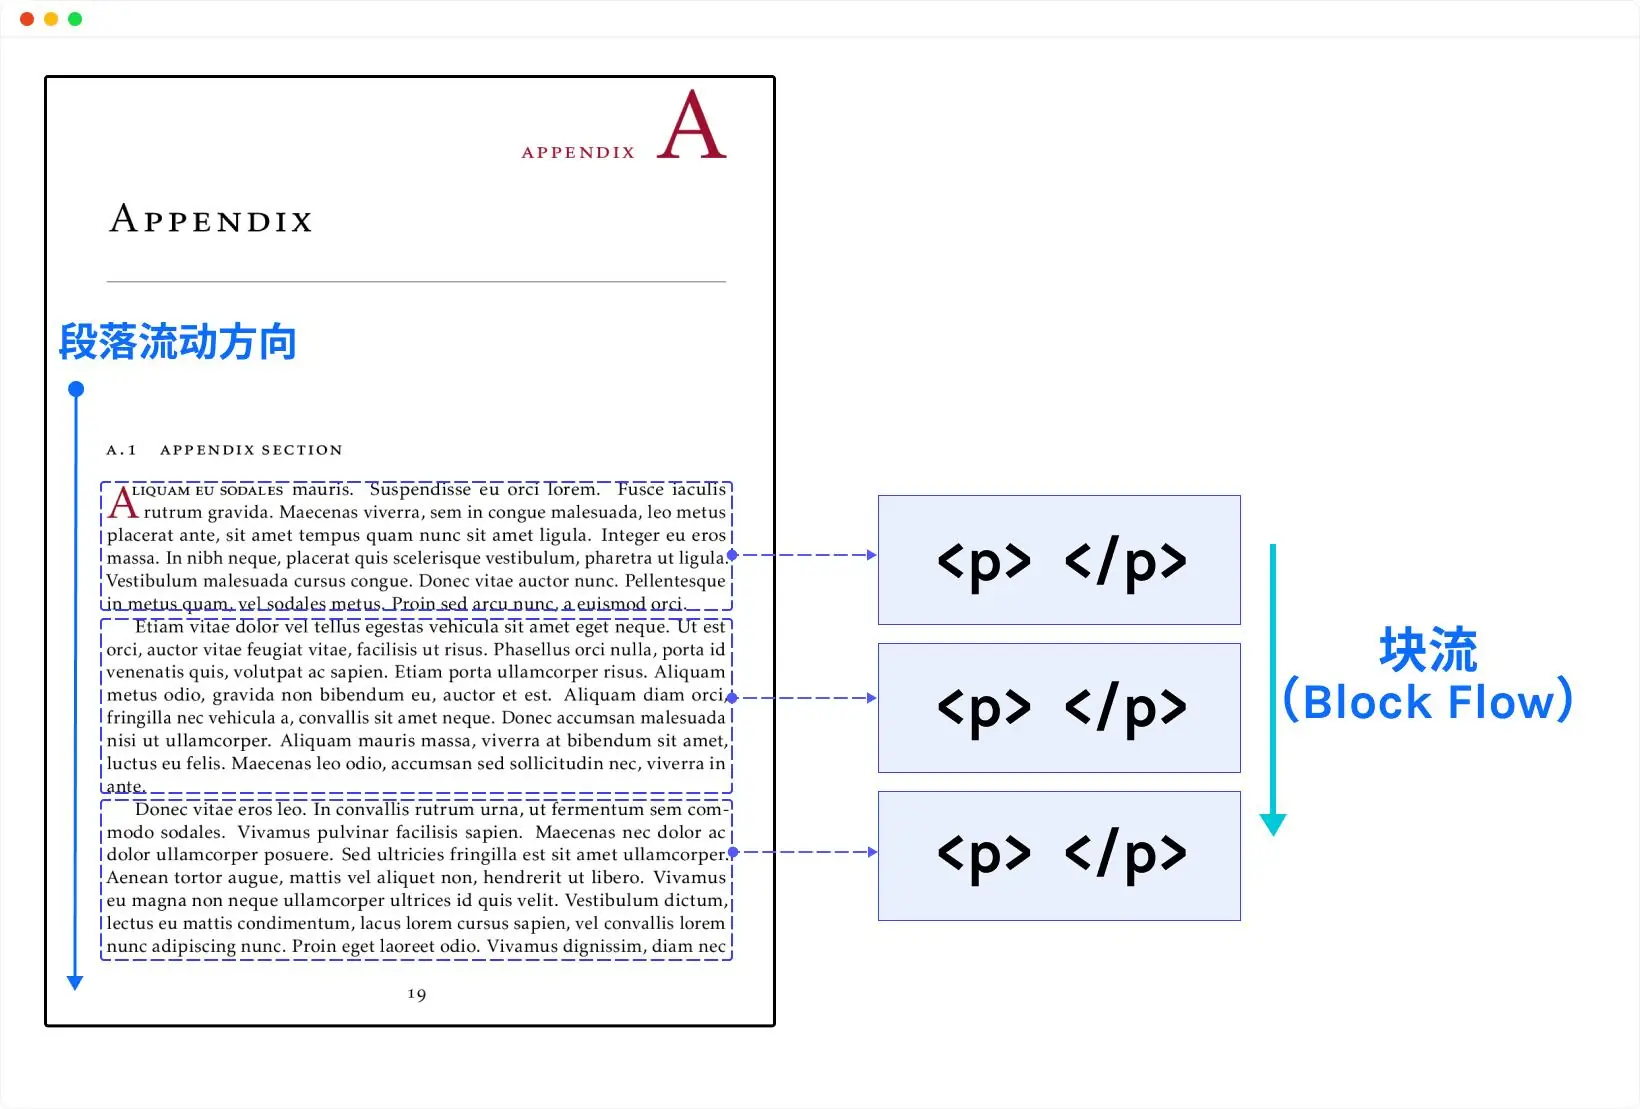 APPENDIX A
APPENDIX
段落流动方向
A.1 APPENDIX SECTION
ALIQUAM EU SODALES mauris. Suspendisse eu orci lorem. Fusce iaculis
rutrum gravida. Maecenas viverra, sem in congue malesuada, leo metus
placerat ante, sit amet tempus quam nunc sit amet ligula. Integer eu eros
massa. In nibh neque, placerat quis scelerisque vestibulum, pharetra ut ligula.
Vestibulum malesuada cursus congue. Donec vitae auctor nunc. Pellentesque
in metus quam, vel sodales metus. Proin sed arcu nunc, a euismod orci.
Etiam vitae dolor vel tellus egestas vehicula sit amet eget neque. Ut est
orci, auctor vitae feugiat vitae, facilisis ut risus. Phasellus orci nulla, porta id
venenatis quis, volutpat ac sapien. Etiam porta ullamcorper risus. Aliquam
metus odio, gravida non bibendum eu, auctor et est. Aliquam diam orci,
fringilla nec vehicula a, convallis sit amet neque. Donec accumsan malesuada
nisi ut ullamcorper. Aliquam mauris massa, viverra at bibendum sit amet,
luctus eu felis. Maecenas leo odio, accumsan sed sollicitudin nec, viverra in
ante.
Donec vitae eros leo. In convallis rutrum urna, ut fermentum sem com-
modo sodales. Vivamus pulvinar facilisis sapien. Maecenas nec dolor ac
dolor ullamcorper posuere. Sed ultricies fringilla est sit amet ullamcorper.
Aenean tortor augue, mattis vel aliquet non, hendrerit ut libero. Vivamus
eu magna non neque ullamcorper ultrices id quis velit. Vestibulum dictum,
lectus eu mattis condimentum, lacus lorem cursus sapien, vel convallis lorem
nunc adipiscing nunc. Proin eget laoreet odio. Vivamus dignissim, diam nec
19
<p> </p>
<p> </p>
<p> </p>
块流
（Block Flow）